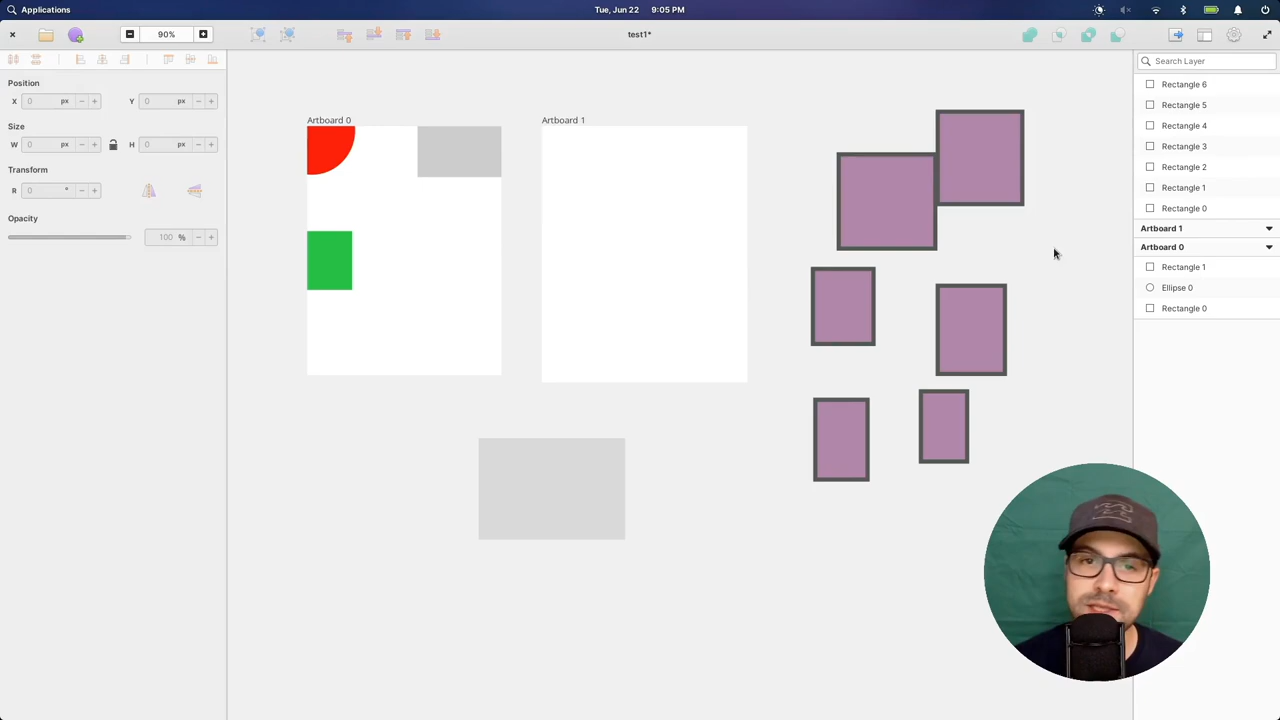 Applications
Tue, Jun 22 9:05 PM
90%
test1*
Position
X 0 px Y 0 px
Size
W 0 px H 0 px
Transform
R 0 °
Opacity
100 %
Artboard 0
Artboard 1
Search Layer
Rectangle 6
Rectangle 5
Rectangle 4
Rectangle 3
Rectangle 2
Rectangle 1
Rectangle 0
Artboard 1
Artboard 0
Rectangle 1
Ellipse 0
Rectangle 0